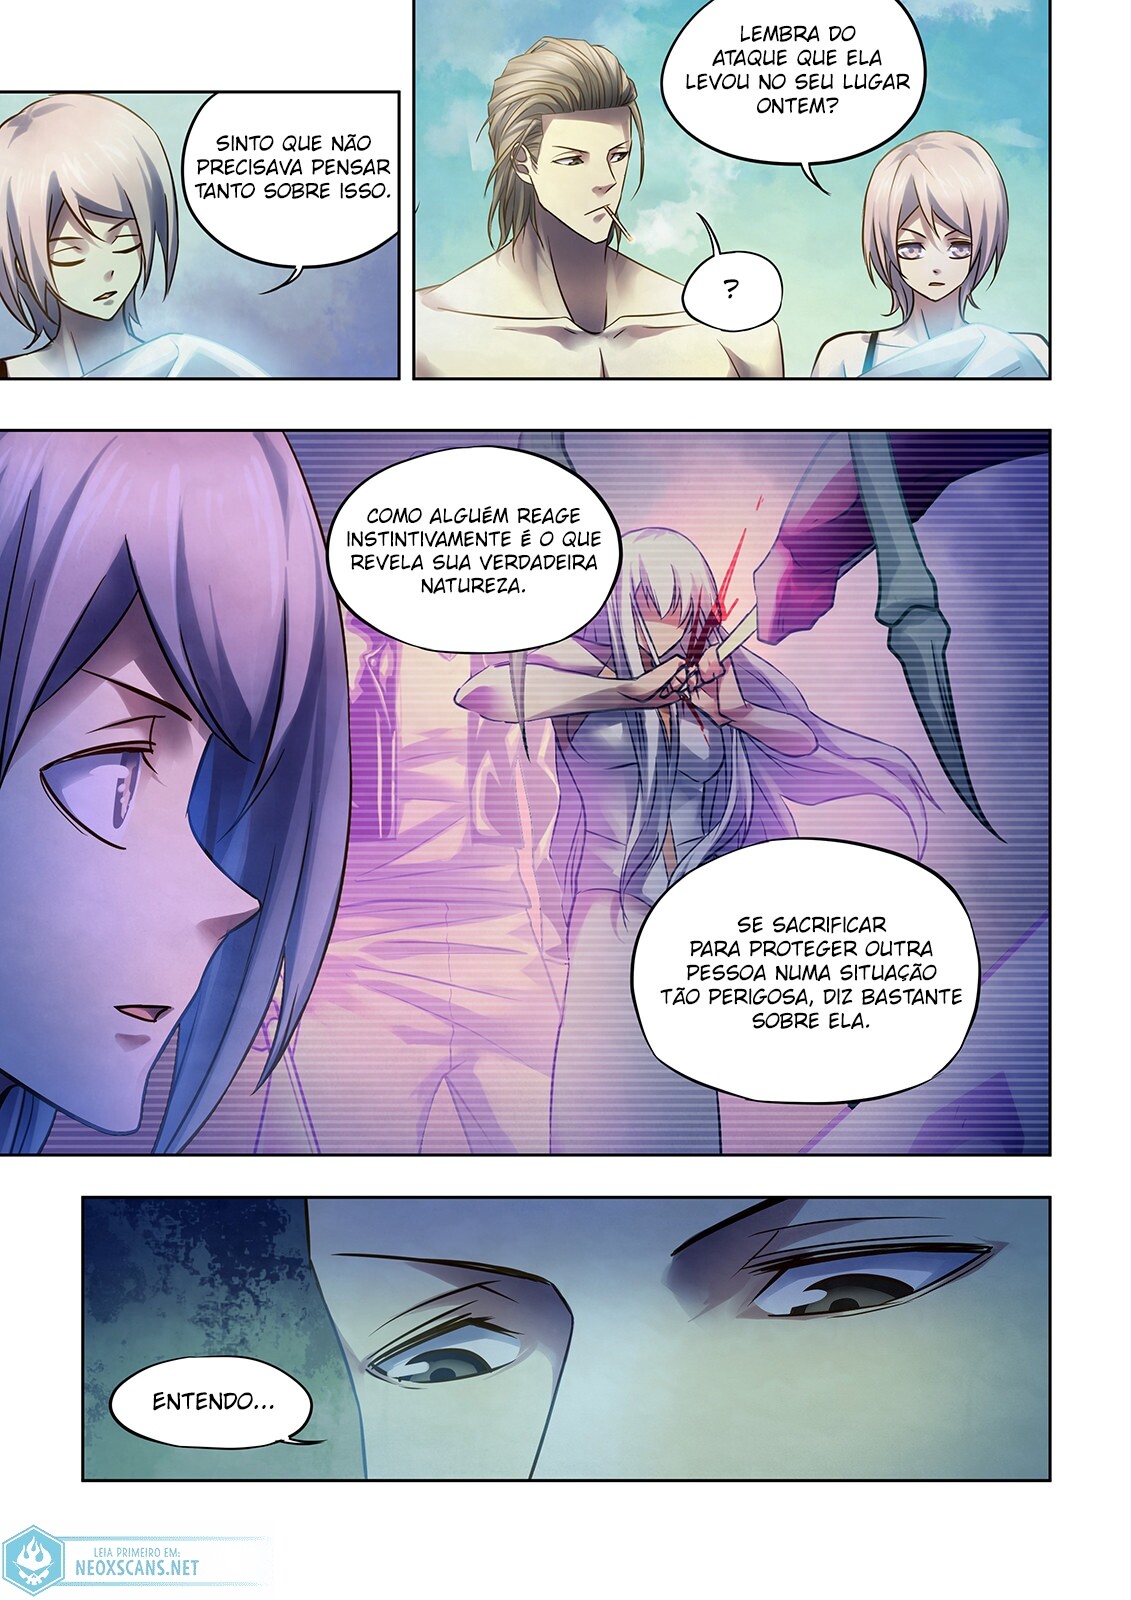 SINTO QUE NÃO
PRECISAVA PENSAR
TANTO SOBRE ISSO.
LEMBRA DO
ATAQUE QUE ELA
LEVOU NO SEU LUGAR
ONTEM?
?
COMO ALGUÉM REAGE
INSTINTIVAMENTE É O QUE
REVELA SUA VERDADEIRA
NATUREZA.
SE SACRIFICAR
PARA PROTEGER OUTRA
PESSOA NUMA SITUAÇÃO
TÃO PERIGOSA, DIZ BASTANTE
SOBRE ELA.
ENTENDO...
LEIA PRIMEIRO EM:
NEOXSCANS.NET